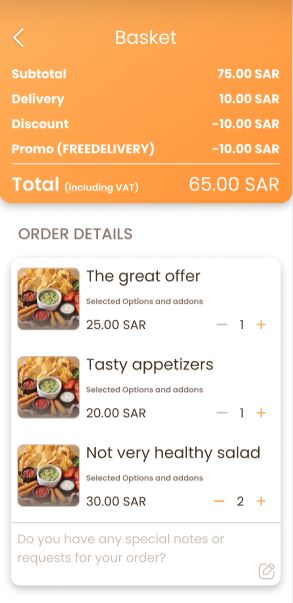 Basket
Subtotal 75.00 SAR
Delivery 10.00 SAR
Discount -10.00 SAR
Promo (FREEDELIVERY) -10.00 SAR
Total (including VAT) 65.00 SAR
ORDER DETAILS
The great offer
Selected Options and addons
25.00 SAR — 1 +
Tasty appetizers
Selected Options and addons
20.00 SAR — 1 +
Not very healthy salad
Selected Options and addons
30.00 SAR — 2 +
Do you have any special notes or
requests for your order?